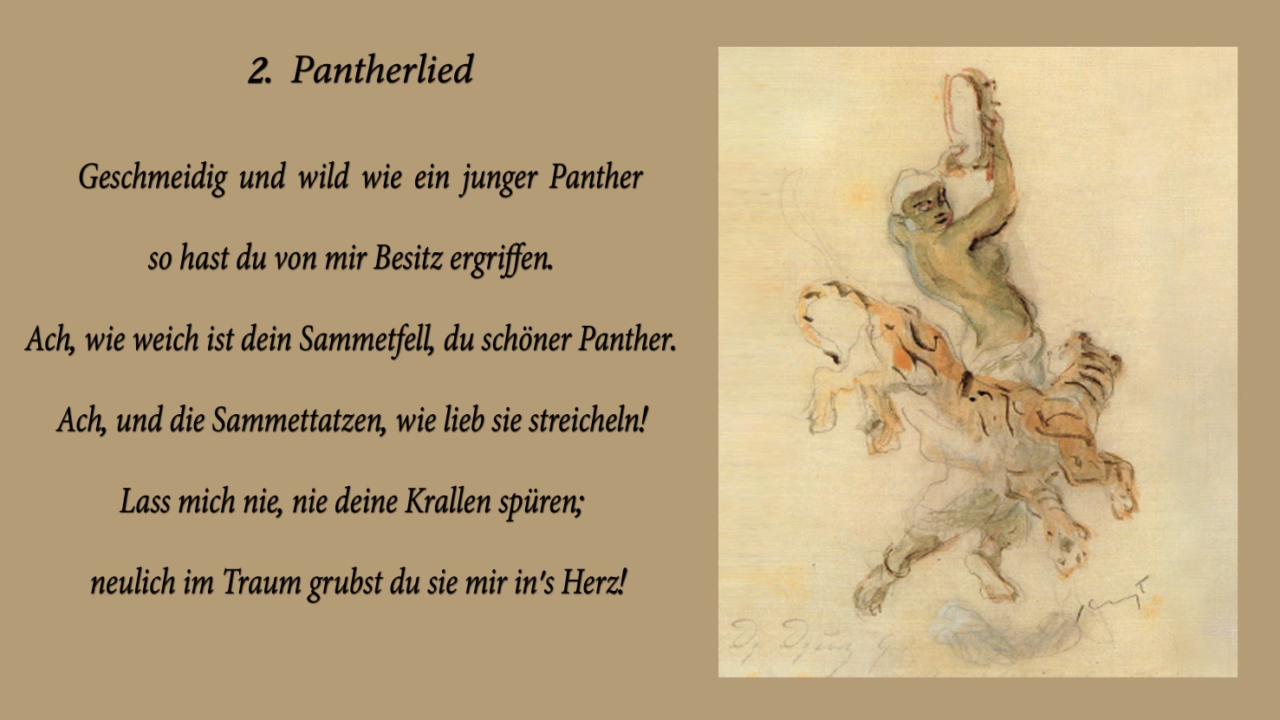 2. Pantherlied
Geschmeidig und wild wie ein junger Panther
so hast du von mir Besitz ergriffen.
Ach, wie weich ist dein Sammetfell, du schöner Panther.
Ach, und die Sammettatzen, wie lieb sie streicheln!
Lass mich nie, nie deine Krallen spüren;
neulich im Traum grubst du sie mir in's Herz!